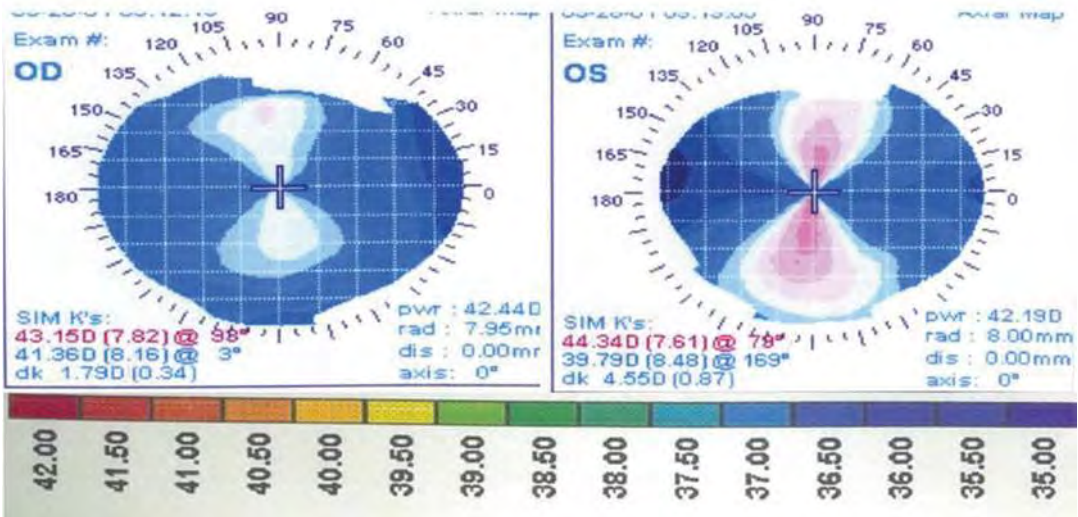 Exam #:
OD
180
165
150
135
120
105
90
75
60
45
30
15
0
SIM K's:
43.15D (7.82) @ 98°
41.36D (8.16) @ 3°
dk 1.79D (0.34)
pwr : 42.44D
rad : 7.95mm
dis : 0.00mm
axis: 0°
Axial Map
Exam #:
OS
180
165
150
135
120
105
90
75
60
45
30
15
0
SIM K's:
44.34D (7.61) @ 79°
39.79D (8.48) @ 169°
dk 4.55D (0.87)
pwr : 42.19D
rad : 8.00mm
dis : 0.00mm
axis: 0°
42.00
41.50
41.00
40.50
40.00
39.50
39.00
38.50
38.00
37.50
37.00
36.50
36.00
35.50
35.00